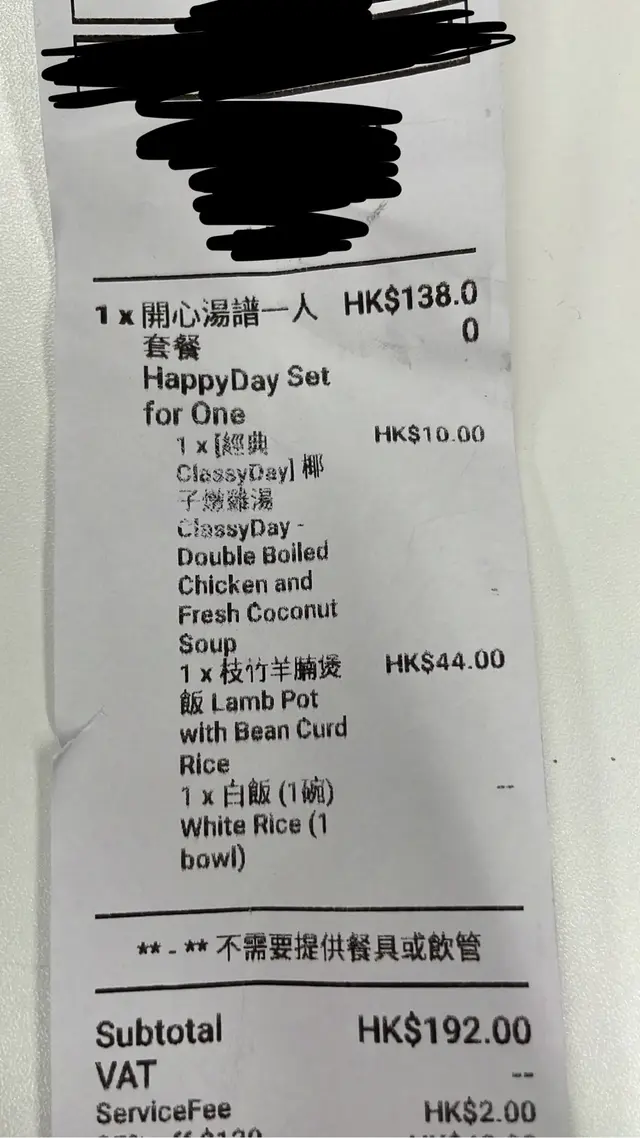 1 x 開心湯譜一人 HK$138.0
套餐 0
HappyDay Set
for One
1 x [經典 HK$10.00
ClassyDay] 椰
子燉雞湯
ClassyDay -
Double Boiled
Chicken and
Fresh Coconut
Soup
1 x 枝竹羊腩煲 HK$44.00
飯 Lamb Pot
with Bean Curd
Rice
1 x 白飯 (1碗) --
White Rice (1
bowl)
** - ** 不需要提供餐具或飲管
Subtotal HK$192.00
VAT --
ServiceFee HK$2.00